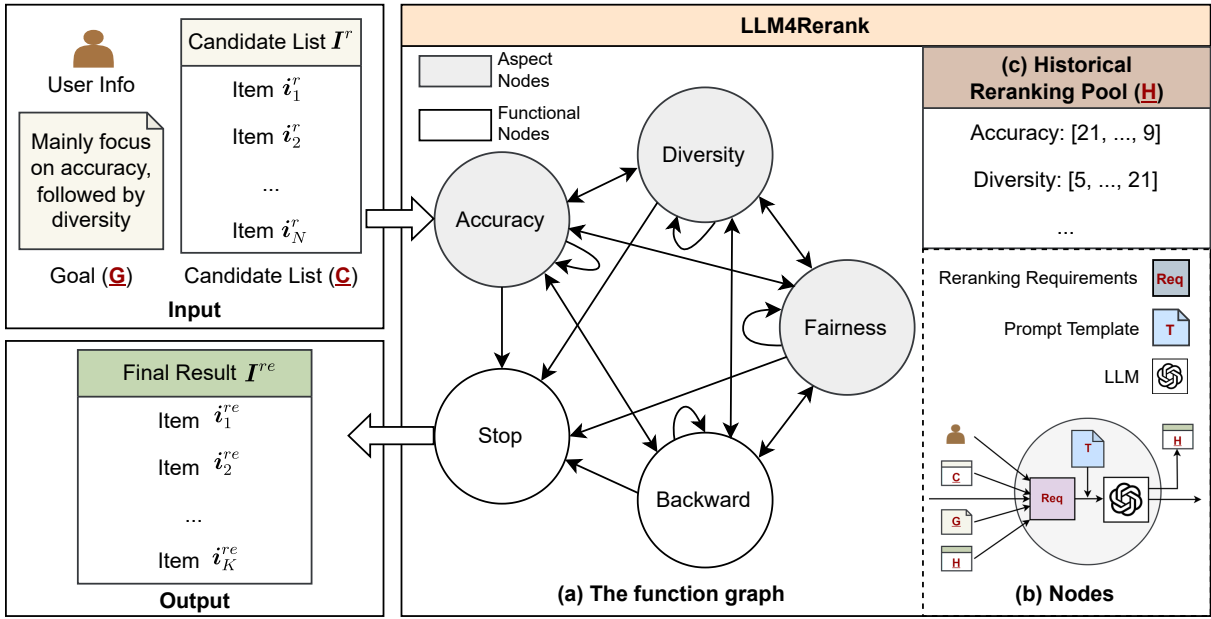 User Info
Mainly focus
on accuracy,
followed by
diversity
Goal (G)
Candidate List I^r
Item i_1^r
Item i_2^r
...
Item i_N^r
Candidate List (C)
Input
Final Result I^{re}
Item i_1^{re}
Item i_2^{re}
...
Item i_K^{re}
Output
LLM4Rerank
Aspect
Nodes
Functional
Nodes
Diversity
Accuracy
Fairness
Stop
Backward
(a) The function graph
(c) Historical
Reranking Pool (H)
Accuracy: [21, ..., 9]
Diversity: [5, ..., 21]
...
Reranking Requirements
Req
Prompt Template
T
LLM
C
G
H
Req
T
H
(b) Nodes